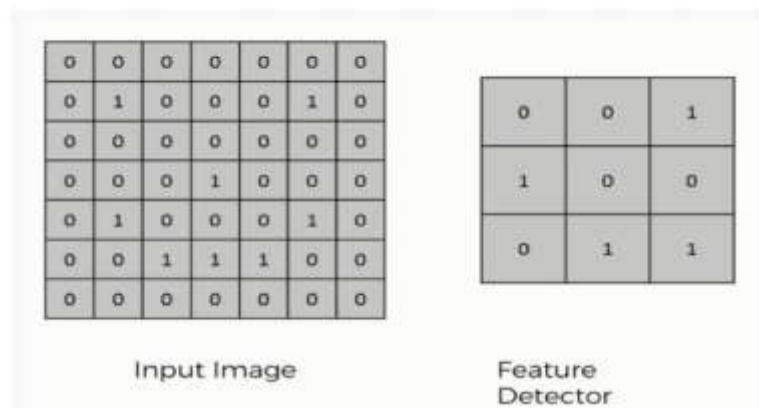 0 0 0 0 0 0 0
0 1 0 0 0 1 0
0 0 0 0 0 0 0
0 0 0 1 0 0 0
0 1 0 0 0 1 0
0 0 1 1 1 0 0
0 0 0 0 0 0 0
Input Image
0 0 1
1 0 0
0 1 1
Feature
Detector